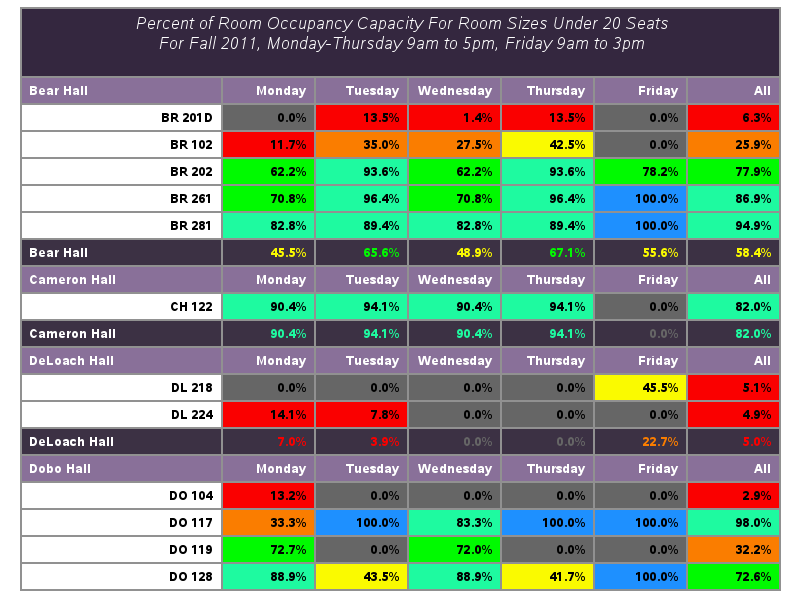 Percent of Room Occupancy Capacity For Room Sizes Under 20 Seats
For Fall 2011, Monday-Thursday 9am to 5pm, Friday 9am to 3pm
Bear Hall Monday Tuesday Wednesday Thursday Friday All
BR 201D 0.0% 13.5% 1.4% 13.5% 0.0% 6.3%
BR 102 11.7% 35.0% 27.5% 42.5% 0.0% 25.9%
BR 202 62.2% 93.6% 62.2% 93.6% 78.2% 77.9%
BR 261 70.8% 96.4% 70.8% 96.4% 100.0% 86.9%
BR 281 82.8% 89.4% 82.8% 89.4% 100.0% 94.9%
Bear Hall 45.5% 65.6% 48.9% 67.1% 55.6% 58.4%
Cameron Hall Monday Tuesday Wednesday Thursday Friday All
CH 122 90.4% 94.1% 90.4% 94.1% 0.0% 82.0%
Cameron Hall 90.4% 94.1% 90.4% 94.1% 0.0% 82.0%
DeLoach Hall Monday Tuesday Wednesday Thursday Friday All
DL 218 0.0% 0.0% 0.0% 0.0% 45.5% 5.1%
DL 224 14.1% 7.8% 0.0% 0.0% 0.0% 4.9%
DeLoach Hall 7.0% 3.9% 0.0% 0.0% 22.7% 5.0%
Dobo Hall Monday Tuesday Wednesday Thursday Friday All
DO 104 13.2% 0.0% 0.0% 0.0% 0.0% 2.9%
DO 117 33.3% 100.0% 83.3% 100.0% 100.0% 98.0%
DO 119 72.7% 0.0% 72.0% 0.0% 0.0% 32.2%
DO 128 88.9% 43.5% 88.9% 41.7% 100.0% 72.6%